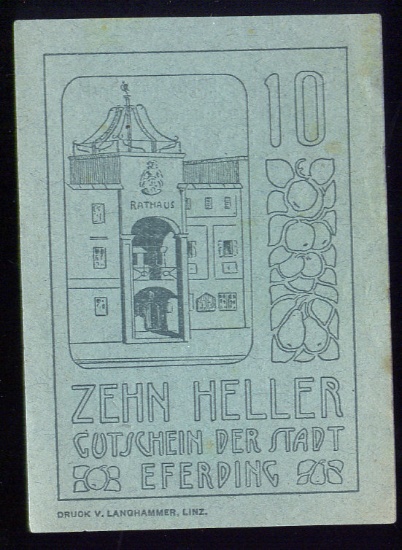 10
RATHAUS
ZEHN HELLER
GUTSCHEIN DER STADT
EFERDING
DRUCK V. LANGHAMMER, LINZ.